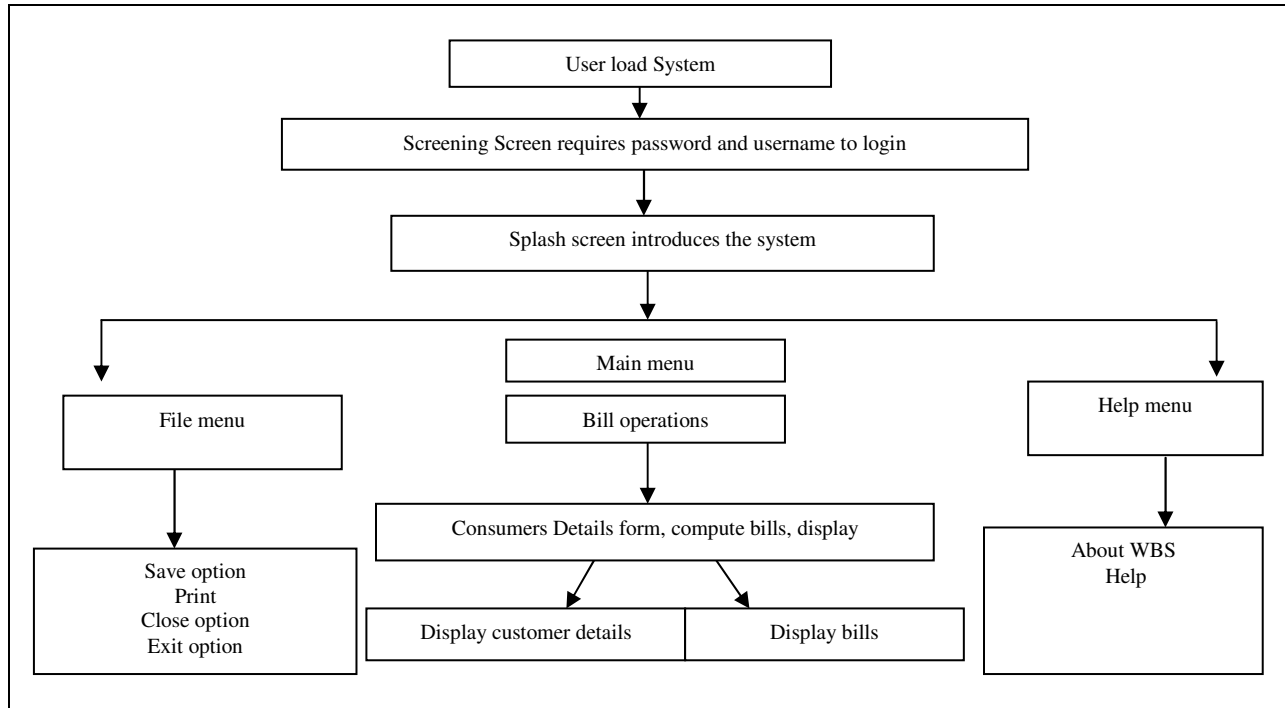 User load System
Screening Screen requires password and username to login
Splash screen introduces the system
Main menu
File menu
Bill operations
Help menu
Consumers Details form, compute bills, display
Save option
Print
Close option
Exit option
Display customer details
Display bills
About WBS
Help